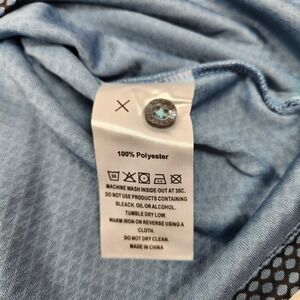 100% Polyester
MACHINE WASH INSIDE OUT AT 30C.
DO NOT USE PRODUCTS CONTAINING
BLEACH, OIL OR ALCOHOL.
TUMBLE DRY LOW.
WARM IRON ON REVERSE USING A
CLOTH.
DO NOT DRY CLEAN.
MADE IN CHINA